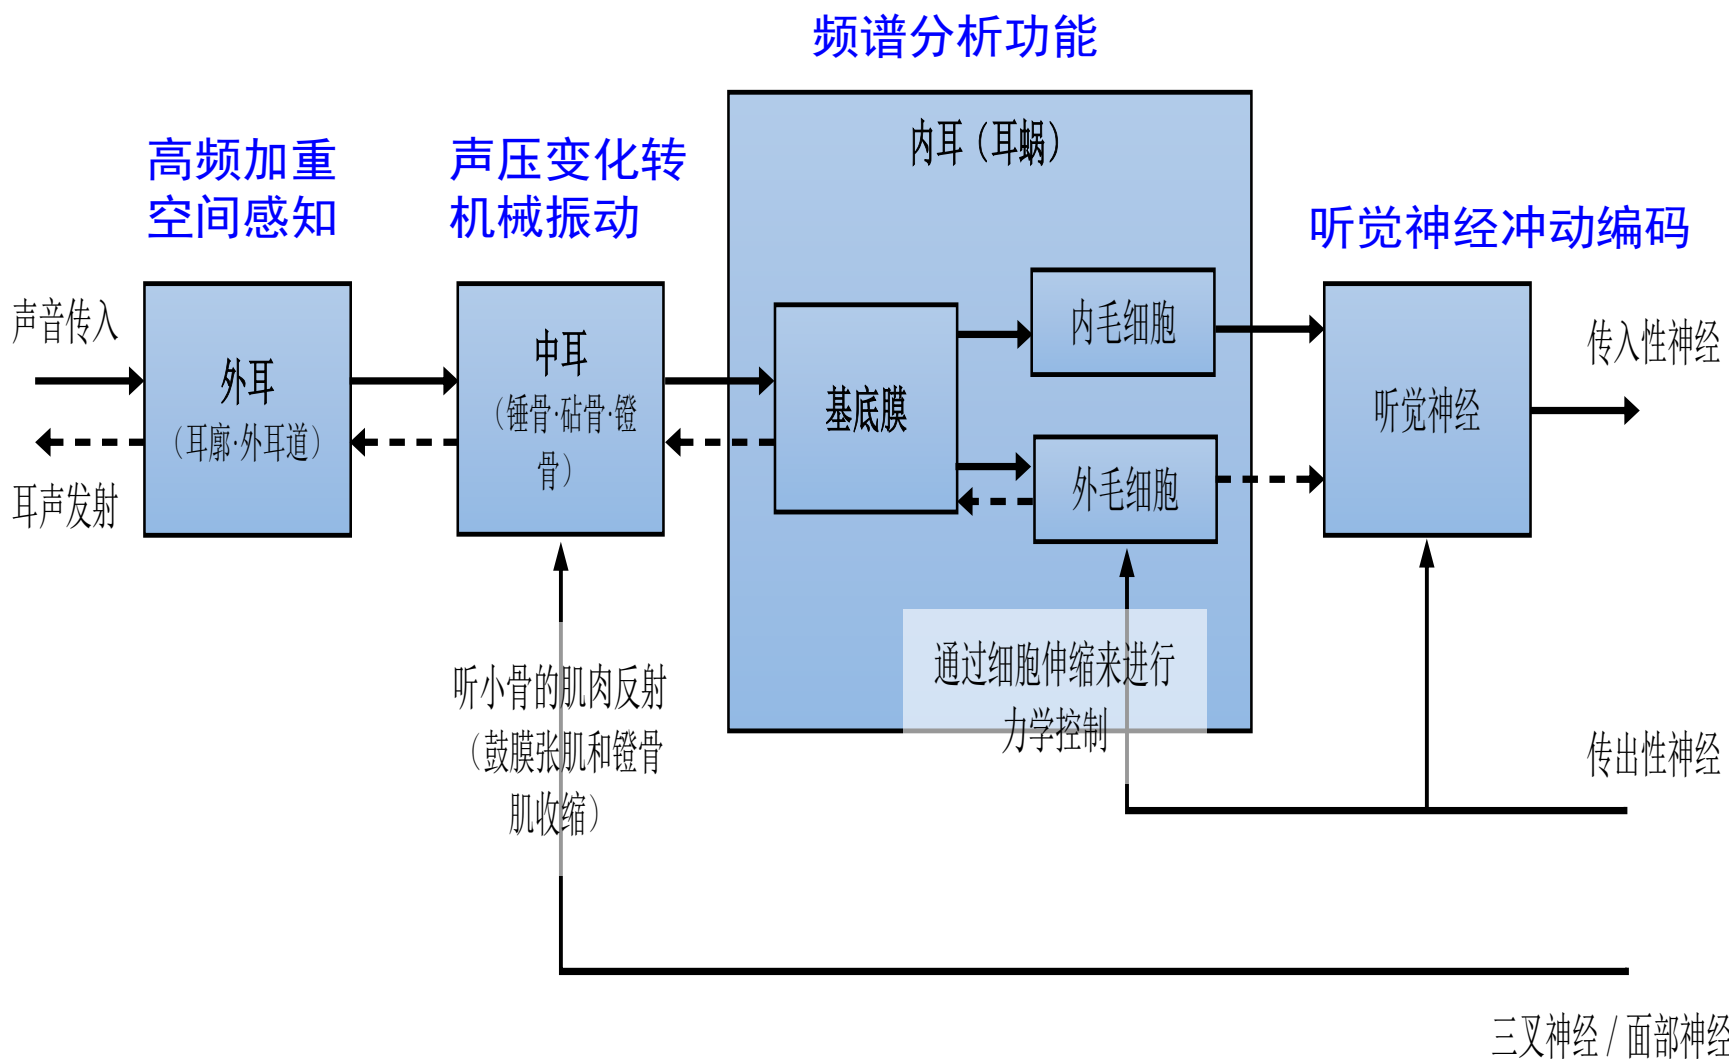 频谱分析功能
内耳（耳蜗）
高频加重
空间感知
声压变化转
机械振动
听觉神经冲动编码
声音传入
外耳
（耳廓·外耳道）
耳声发射
中耳
（锤骨·砧骨·镫
骨）
基底膜
内毛细胞
外毛细胞
听觉神经
传入性神经
通过细胞伸缩来进行
力学控制
听小骨的肌肉反射
（鼓膜张肌和镫骨
肌收缩）
传出性神经
三叉神经 / 面部神经